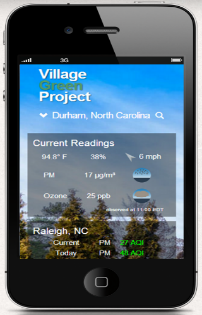 3G
Village
Green
Project
Durham, North Carolina
Current Readings
94.8° F 38% 6 mph
PM 17 µg/m³
Ozone 25 ppb
Raleigh, NC
Current PM 27 AQI
Today PM AQI